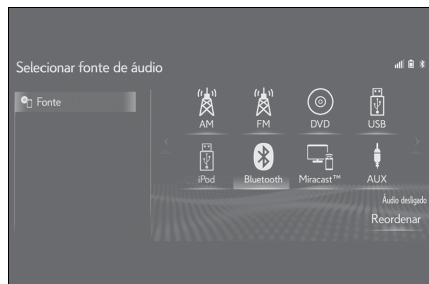 Selecionar fonte de áudio
Fonte
AM FM DVD USB
iPod Bluetooth Miracast™ AUX
Áudio desligado
Reordenar